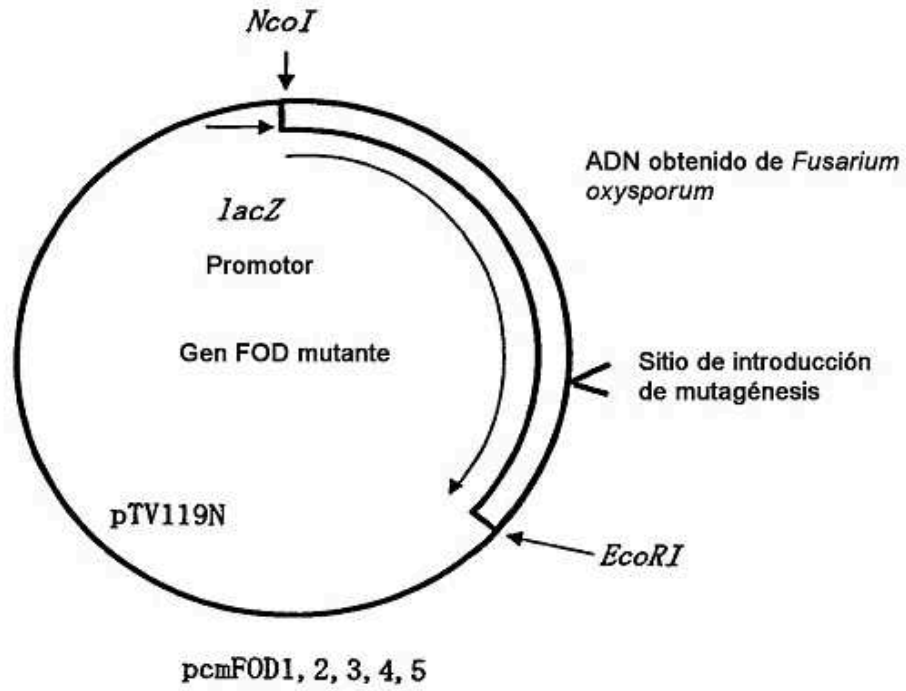 NcoI
ADN obtenido de Fusarium
oxysporum
lacZ
Promotor
Gen FOD mutante
Sitio de introducción
de mutagénesis
pTV119N
EcoRI
pcmFOD1, 2, 3, 4, 5